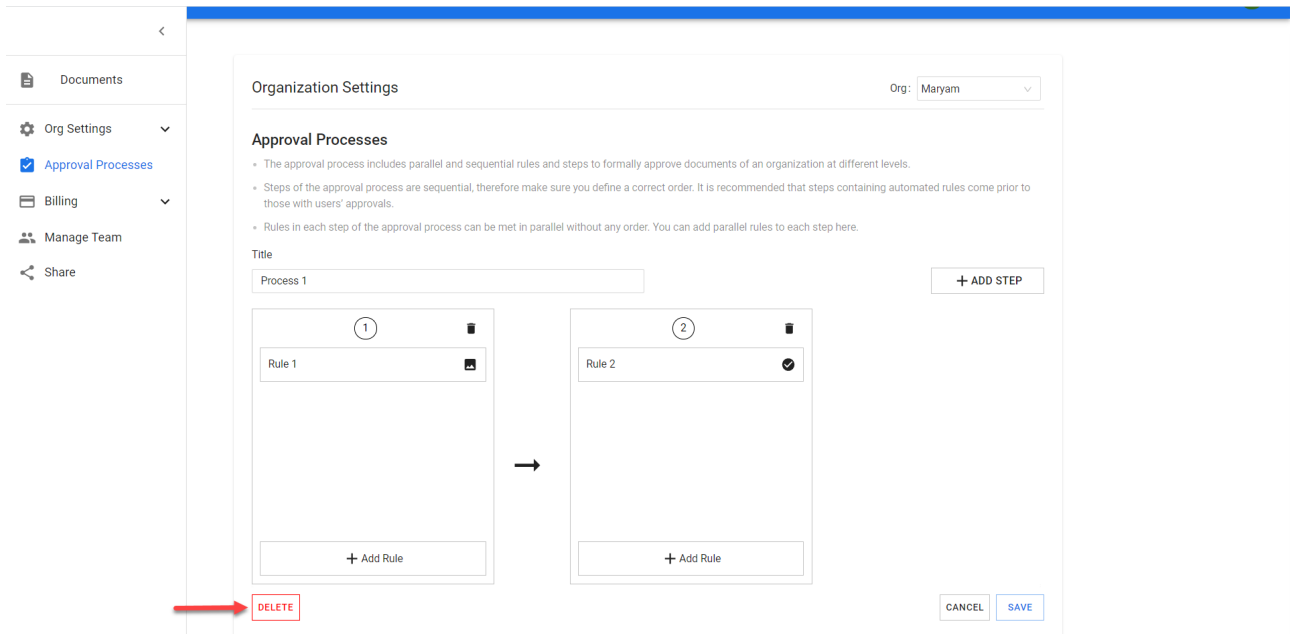 Documents
Org Settings
Approval Processes
Billing
Manage Team
Share
Organization Settings
Org: Maryam
Approval Processes
The approval process includes parallel and sequential rules and steps to formally approve documents of an organization at different levels.
Steps of the approval process are sequential, therefore make sure you define a correct order. It is recommended that steps containing automated rules come prior to
those with users' approvals.
Rules in each step of the approval process can be met in parallel without any order. You can add parallel rules to each step here.
Title
Process 1
+ ADD STEP
1
Rule 1
+ Add Rule
2
Rule 2
+ Add Rule
DELETE
CANCEL
SAVE